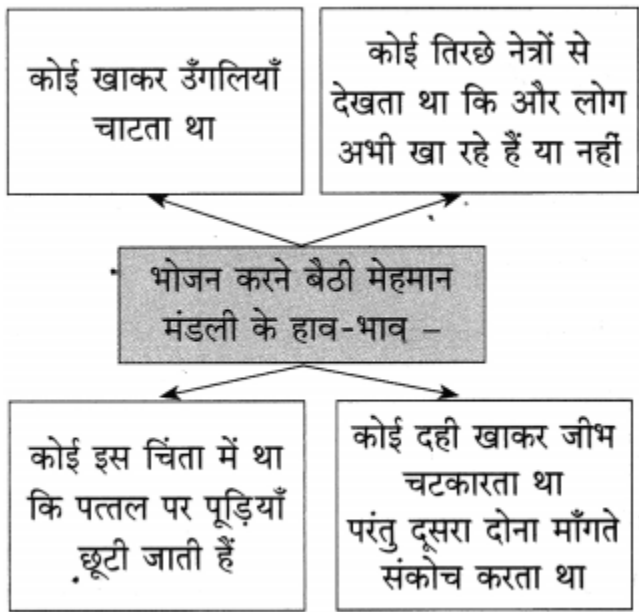 कोई खाकर उँगलियाँ
चाटता था
कोई तिरछे नेत्रों से
देखता था कि और लोग
अभी खा रहे हैं या नहीं
भोजन करने बैठी मेहमान
मंडली के हाव-भाव –
कोई इस चिंता में था
कि पत्तल पर पूड़ियाँ
छूटी जाती हैं
कोई दही खाकर जीभ
चटकारता था
परंतु दूसरा दोना माँगते
संकोच करता था